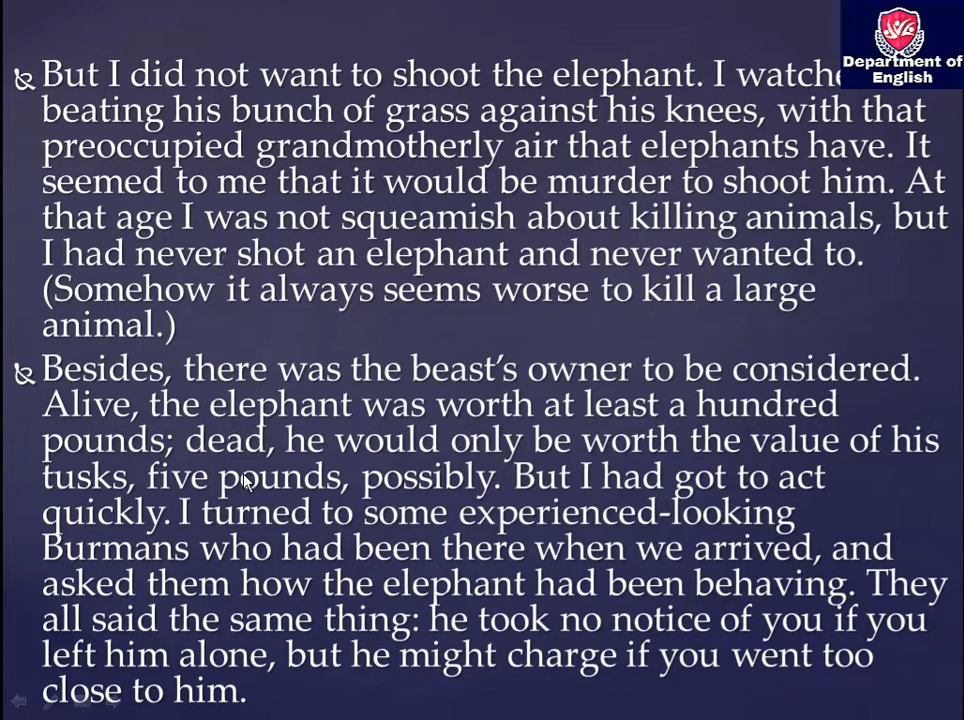 Department of
English
But I did not want to shoot the elephant. I watche
beating his bunch of grass against his knees, with that
preoccupied grandmotherly air that elephants have. It
seemed to me that it would be murder to shoot him. At
that age I was not squeamish about killing animals, but
I had never shot an elephant and never wanted to.
(Somehow it always seems worse to kill a large
animal.)
Besides, there was the beast's owner to be considered.
Alive, the elephant was worth at least a hundred
pounds; dead, he would only be worth the value of his
tusks, five pounds, possibly. But I had got to act
quickly. I turned to some experienced-looking
Burmans who had been there when we arrived, and
asked them how the elephant had been behaving. They
all said the same thing: he took no notice of you if you
left him alone, but he might charge if you went too
close to him.